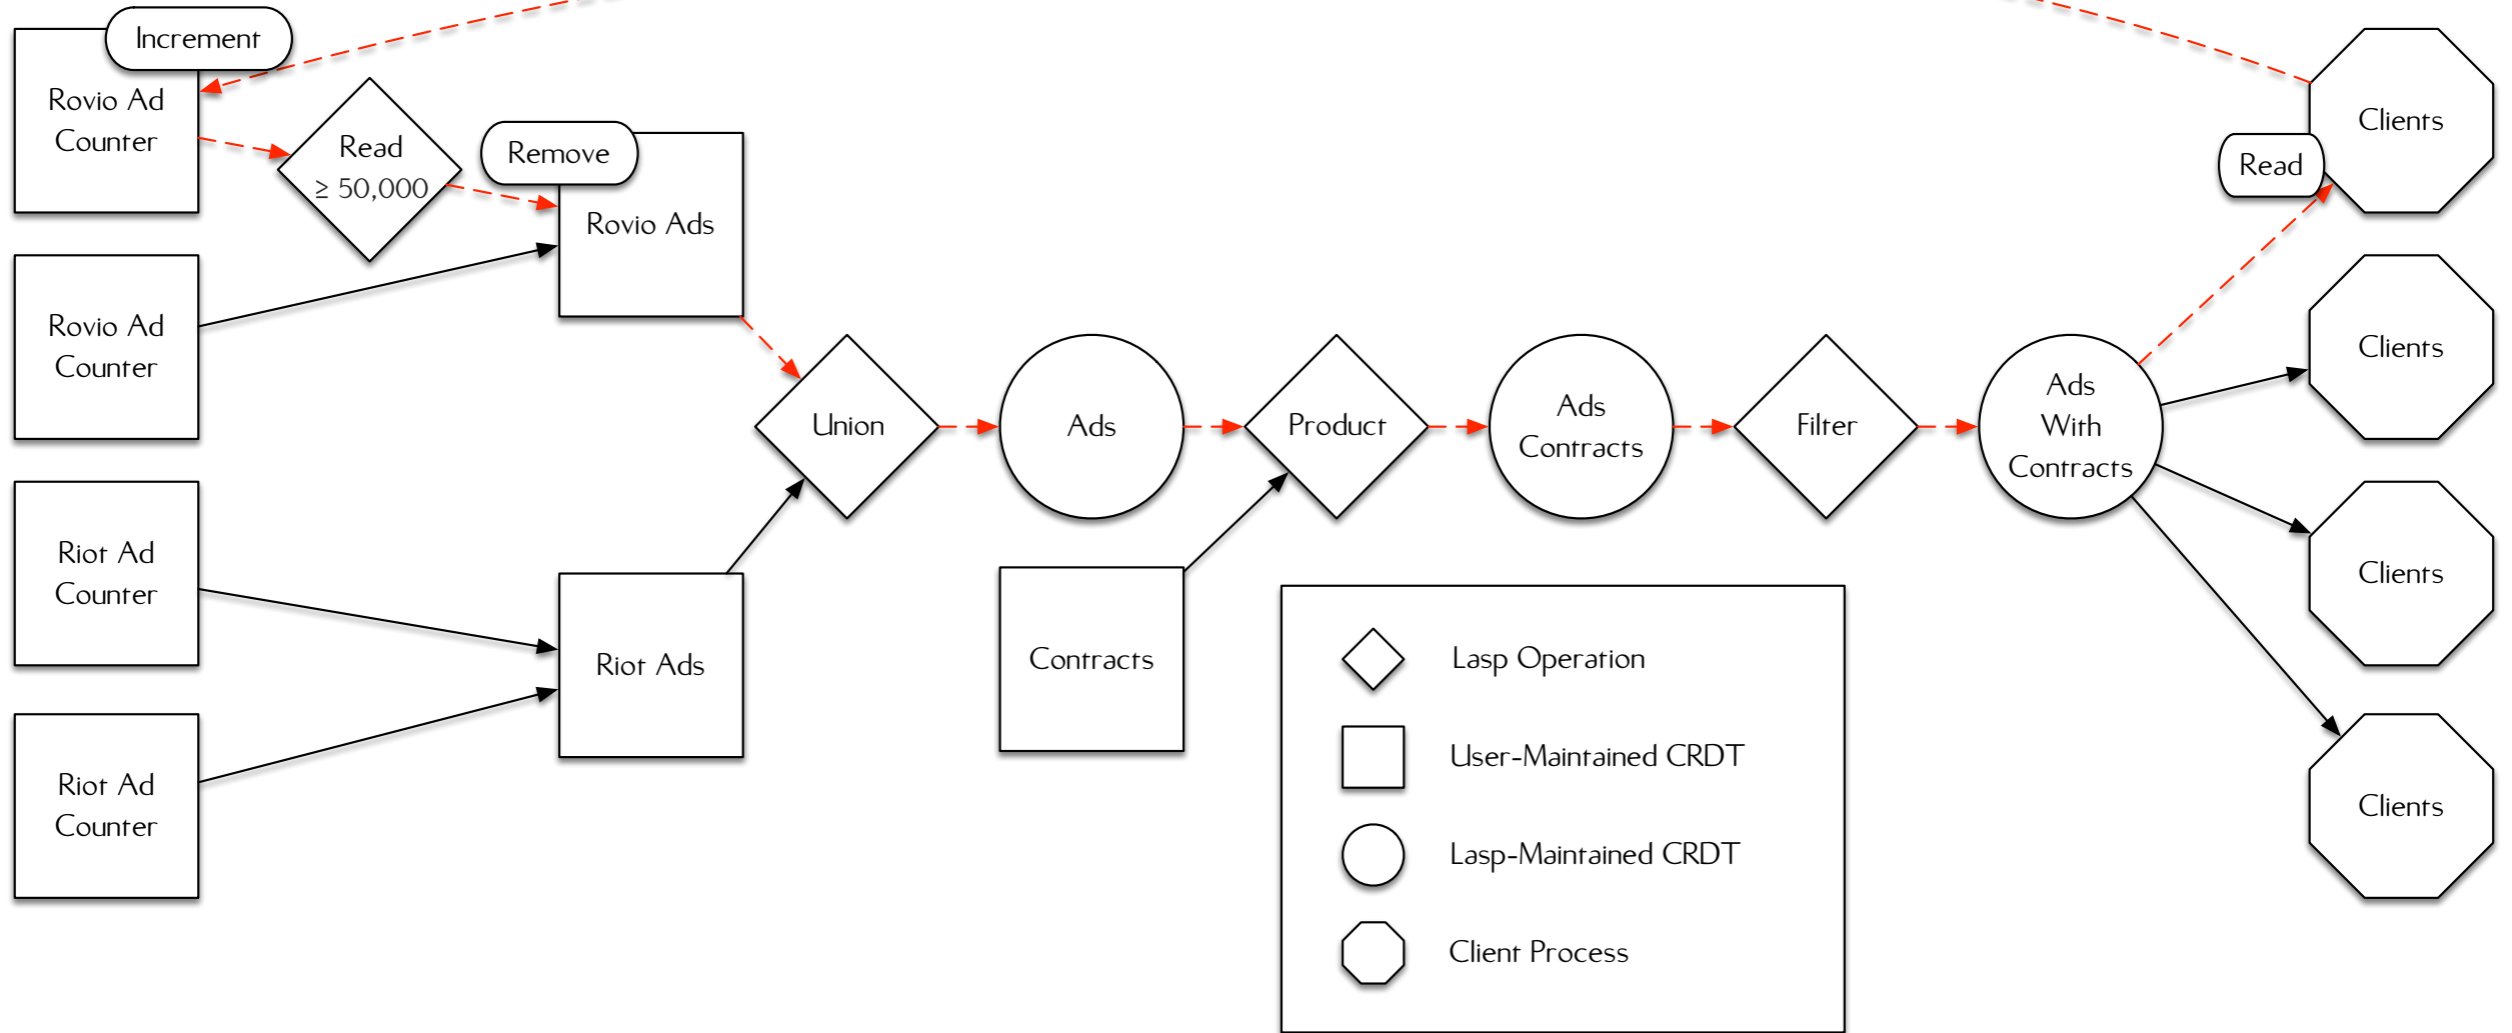 Increment
Rovio Ad
Counter
Read
≥ 50,000
Remove
Rovio Ads
Clients
Read
Rovio Ad
Counter
Clients
Union
Ads
Product
Ads
Contracts
Filter
Ads
With
Contracts
Riot Ad
Counter
Riot Ads
Contracts
Clients
Riot Ad
Counter
Clients
Lasp Operation
User-Maintained CRDT
Lasp-Maintained CRDT
Client Process